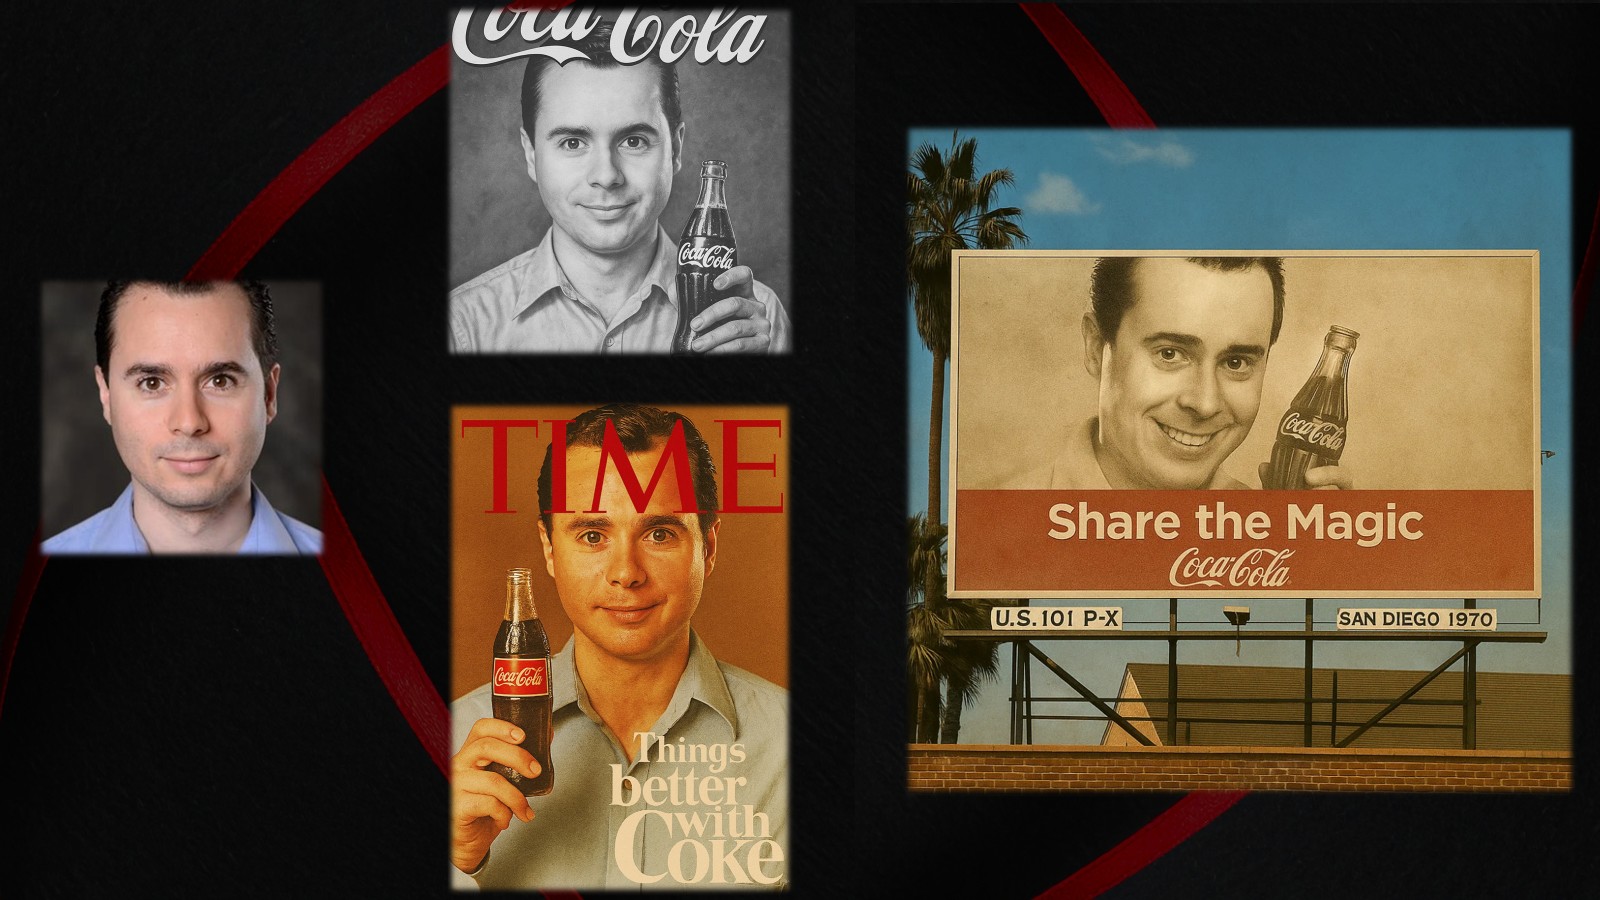 Coca Cola
Coca-Cola
TIME
Coca-Cola
Things
better
with
Coke
Coca-Cola
Share the Magic
Coca-Cola
U.S. 101 P-X
SAN DIEGO 1970